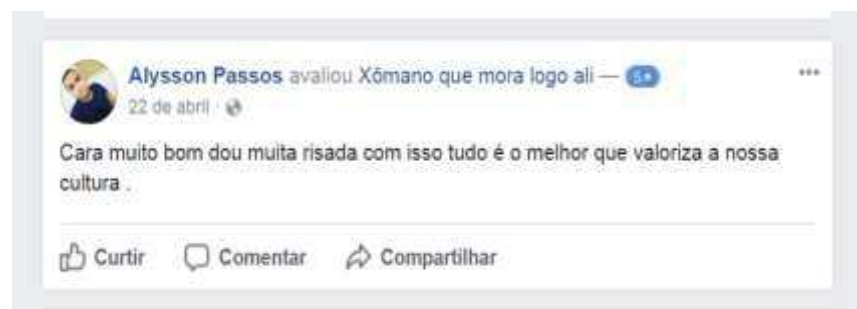 Alysson Passos avaliou Xômano que mora logo ali — 5★
22 de abril ·
Cara muito bom dou muita risada com isso tudo é o melhor que valoriza a nossa
cultura .
Curtir Comentar Compartilhar